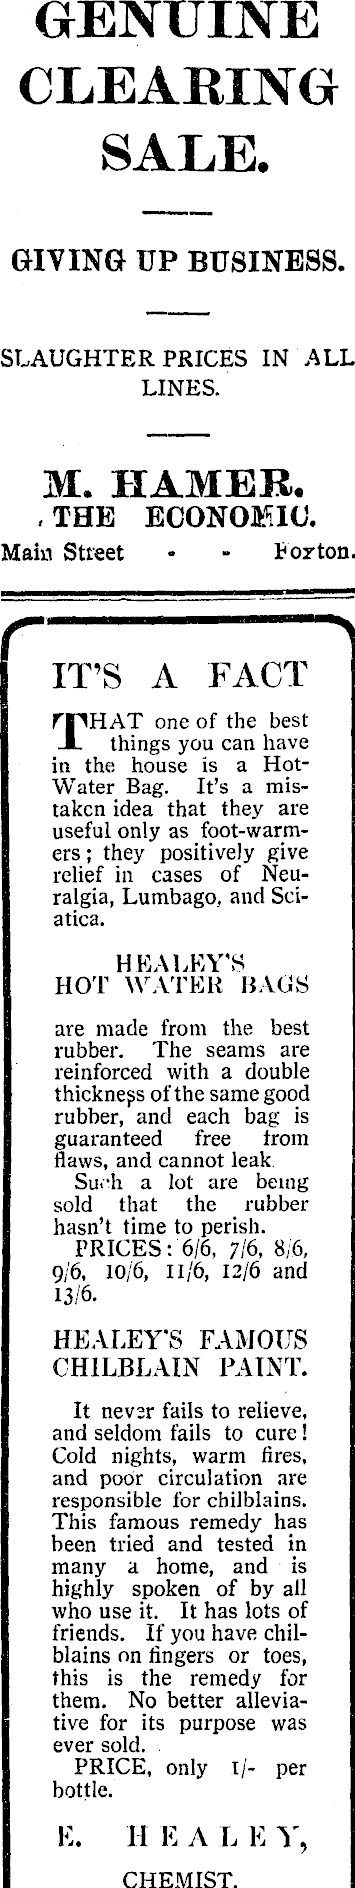 GENUINE
CLEARING
SALE.
GIVING UP BUSINESS.
SLAUGHTER PRICES IN ALL
LINES.
M. HAMER.
THE ECONOMIC.
Main Street - - Foxton.
IT'S A FACT
THAT one of the best
things you can have
in the house is a Hot-
Water Bag. It's a mis-
taken idea that they are
useful only as foot-warm-
ers; they positively give
relief in cases of Neu-
ralgia, Lumbago, and Sci-
atica.
HEALEY'S
HOT WATER BAGS
are made from the best
rubber. The seams are
reinforced with a double
thickness of the same good
rubber, and each bag is
guaranteed free from
flaws, and cannot leak
Such a lot are being
sold that the rubber
hasn't time to perish.
PRICES: 6/6, 7/6, 8/6,
9/6, 10/6, 11/6, 12/6 and
13/6.
HEALEY'S FAMOUS
CHILBLAIN PAINT.
It never fails to relieve,
and seldom fails to cure!
Cold nights, warm fires,
and poor circulation are
responsible for chilblains.
This famous remedy has
been tried and tested in
many a home, and is
highly spoken of by all
who use it. It has lots of
friends. If you have chil-
blains on fingers or toes,
this is the remedy for
them. No better allevia-
tive for its purpose was
ever sold.
PRICE, only 1/- per
bottle.
E. HEALEY,
CHEMIST.